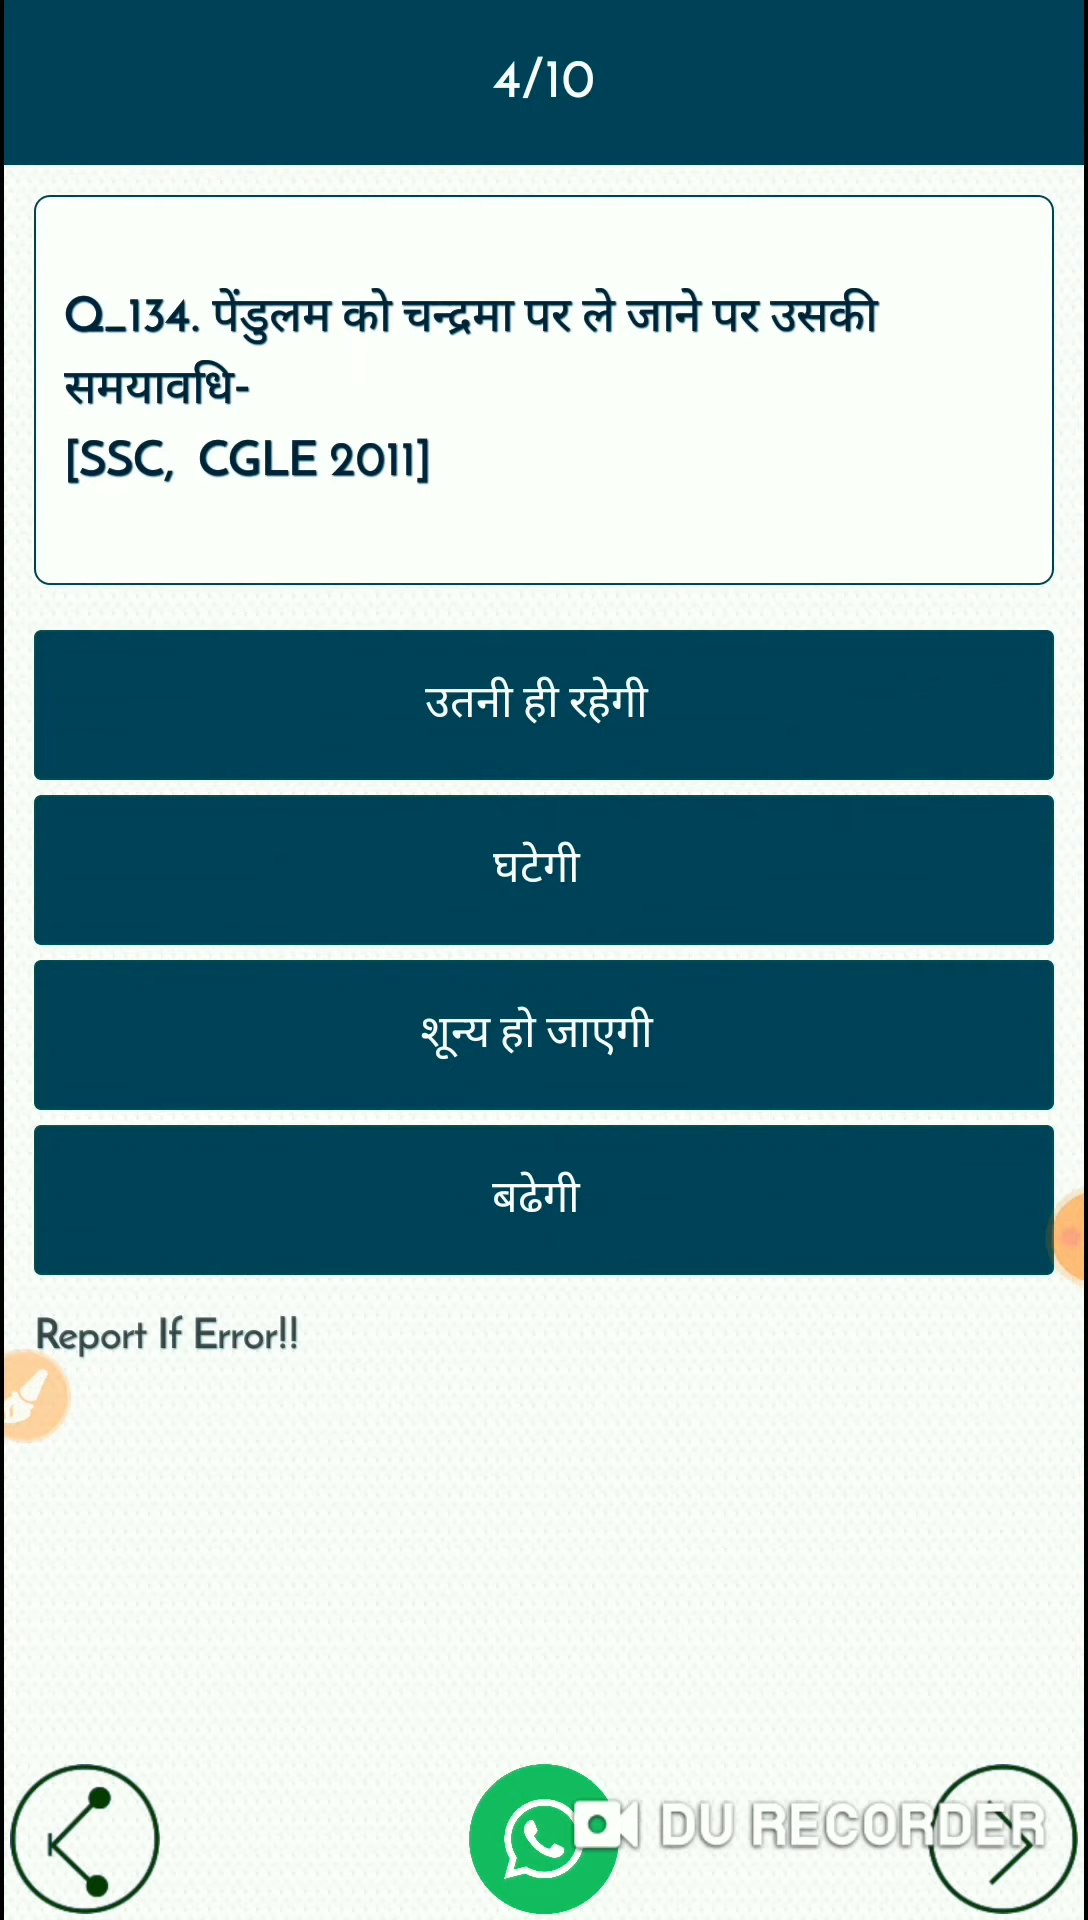 4/10
Q_134. पेंडुलम को चन्द्रमा पर ले जाने पर उसकी
समयावधि-
[SSC, CGLE 2011]
उतनी ही रहेगी
घटेगी
शून्य हो जाएगी
बढेगी
Report If Error!!
DU RECORDER